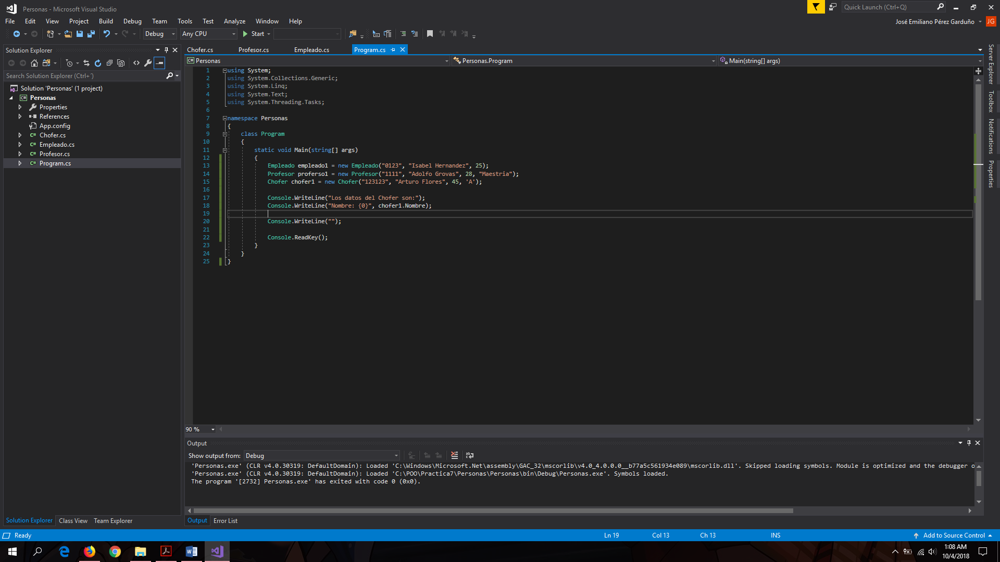 Personas - Microsoft Visual Studio
Quick Launch (Ctrl+Q)
File Edit View Project Build Debug Team Tools Test Analyze Window Help
José Emiliano Pérez Garduño JG
Debug Any CPU Start
Solution Explorer
Search Solution Explorer (Ctrl+´)
Solution 'Personas' (1 project)
Personas
Properties
References
App.config
Chofer.cs
Empleado.cs
Profesor.cs
Program.cs
Solution Explorer Class View Team Explorer
Chofer.cs Profesor.cs Empleado.cs Program.cs
Personas Personas.Program Main(string[] args)
1 using System;
2 using System.Collections.Generic;
3 using System.Linq;
4 using System.Text;
5 using System.Threading.Tasks;
6
7 namespace Personas
8 {
9 class Program
10 {
11 static void Main(string[] args)
12 {
13 Empleado empleado1 = new Empleado("0123", "Isabel Hernandez", 25);
14 Profesor proferso1 = new Profesor("1111", "Adolfo Grovas", 28, "Maestria");
15 Chofer chofer1 = new Chofer("123123", "Arturo Flores", 45, 'A');
16
17 Console.WriteLine("Los datos del Chofer son:");
18 Console.WriteLine("Nombre: {0}", chofer1.Nombre);
19
20 Console.WriteLine("");
21
22 Console.ReadKey();
23 }
24 }
25 }
90 %
Output
Show output from: Debug
'Personas.exe' (CLR v4.0.30319: DefaultDomain): Loaded 'C:\Windows\Microsoft.Net\assembly\GAC_32\mscorlib\v4.0_4.0.0.0__b77a5c561934e089\mscorlib.dll'. Skipped loading symbols. Module is optimized and the debugger o
'Personas.exe' (CLR v4.0.30319: DefaultDomain): Loaded 'C:\POO\Practica7\Personas\Personas\bin\Debug\Personas.exe'. Symbols loaded.
The program '[2732] Personas.exe' has exited with code 0 (0x0).
Output Error List
Server Explorer
Toolbox
Notifications
Properties
Ready Ln 19 Col 13 Ch 13 INS Add to Source Control
1:08 AM
10/4/2018